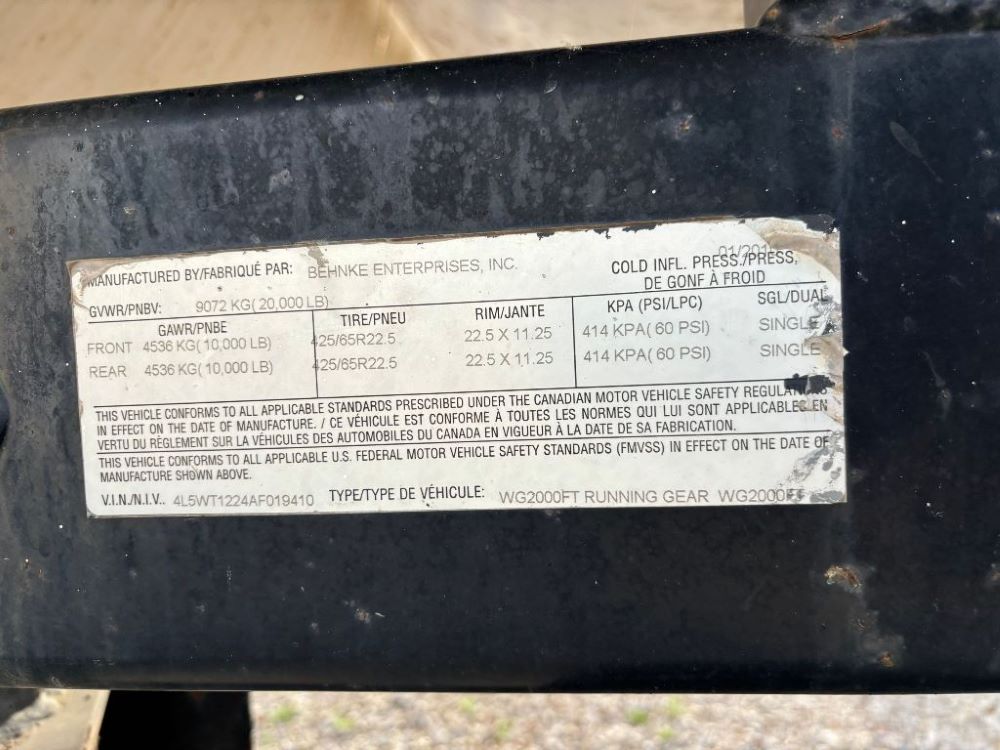 MANUFACTURED BY/FABRIQUÉ PAR: BEHNKE ENTERPRISES, INC.
GVWR/PNBV: 9072 KG( 20,000 LB)
COLD INFL. PRESS./PRESS.
DE GONF À FROID
GAWR/PNBE TIRE/PNEU RIM/JANTE KPA (PSI/LPC) SGL/DUAL
FRONT 4536 KG( 10,000 LB) 425/65R22.5 22.5 X 11.25 414 KPA( 60 PSI) SINGLE
REAR 4536 KG( 10,000 LB) 425/65R22.5 22.5 X 11.25 414 KPA( 60 PSI) SINGLE
THIS VEHICLE CONFORMS TO ALL APPLICABLE STANDARDS PRESCRIBED UNDER THE CANADIAN MOTOR VEHICLE SAFETY
IN EFFECT ON THE DATE OF MANUFACTURE. / CE VÉHICULE EST CONFORME À TOUTES LES NORMES QUI LUI SONT APPLICABLES EN
VERTU DU RÈGLEMENT SUR LA VÉHICULES DES AUTOMOBILES DU CANADA EN VIGUEUR À LA DATE DE SA FABRICATION.
THIS VEHICLE CONFORMS TO ALL APPLICABLE U.S. FEDERAL MOTOR VEHICLE SAFETY STANDARDS (FMVSS) IN EFFECT ON THE DATE OF
MANUFACTURE SHOWN ABOVE.
V.I.N./N.I.V.. 4L5WT1224AF019410 TYPE/TYPE DE VÉHICULE: WG2000FT RUNNING GEAR